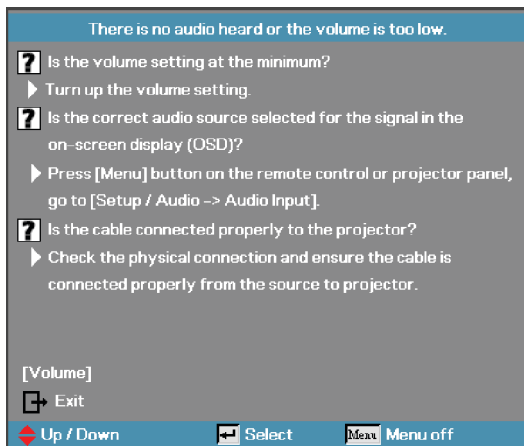 There is no audio heard or the volume is too low.
? Is the volume setting at the minimum?
Turn up the volume setting.
? Is the correct audio source selected for the signal in the
on-screen display (OSD)?
Press [Menu] button on the remote control or projector panel,
go to [Setup / Audio -> Audio Input].
? Is the cable connected properly to the projector?
Check the physical connection and ensure the cable is
connected properly from the source to projector.
[Volume]
Exit
Up / Down Select Menu Menu off